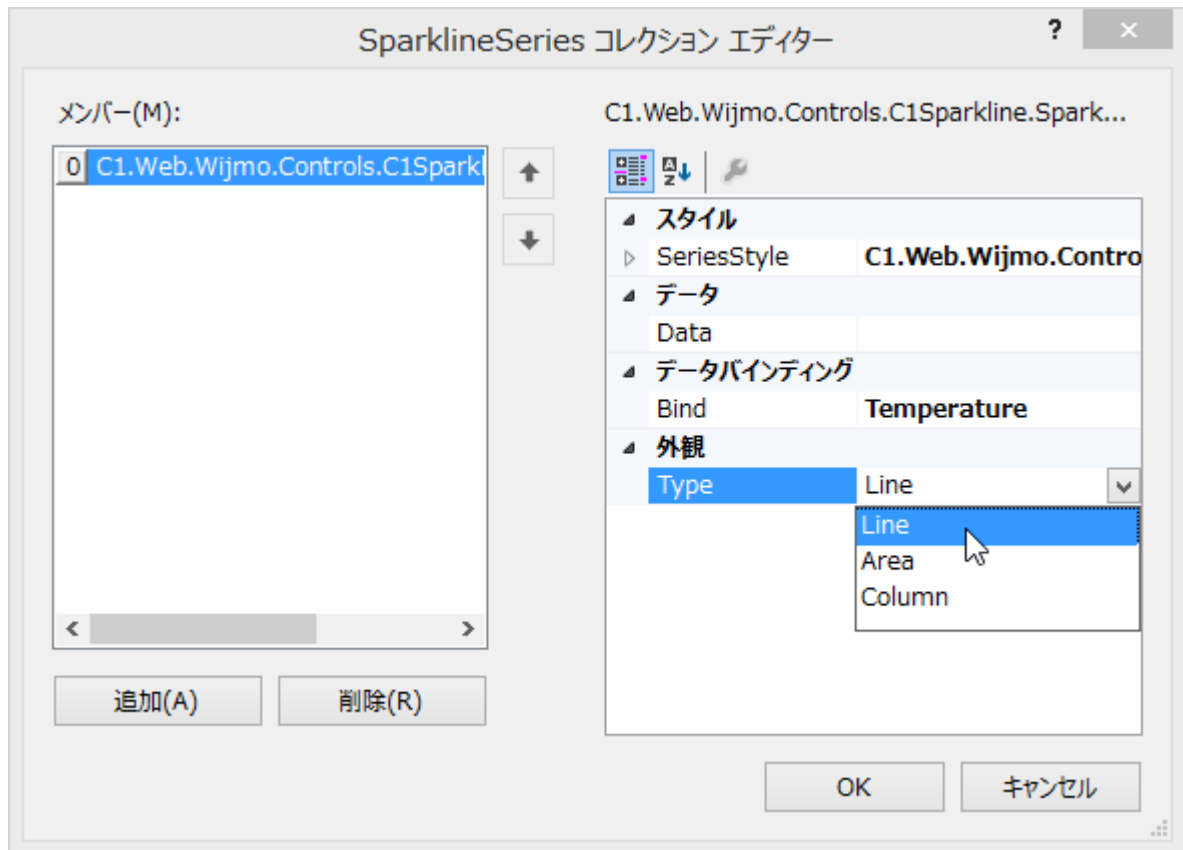 SparklineSeries コレクション エディター
?
メンバー(M):
0 C1.Web.Wijmo.Controls.C1Spark
C1.Web.Wijmo.Controls.C1Sparkline.Spark...
スタイル
SeriesStyle C1.Web.Wijmo.Contro
データ
Data
データバインディング
Bind Temperature
外観
Type Line
Line
Area
Column
追加(A) 削除(R)
OK キャンセル